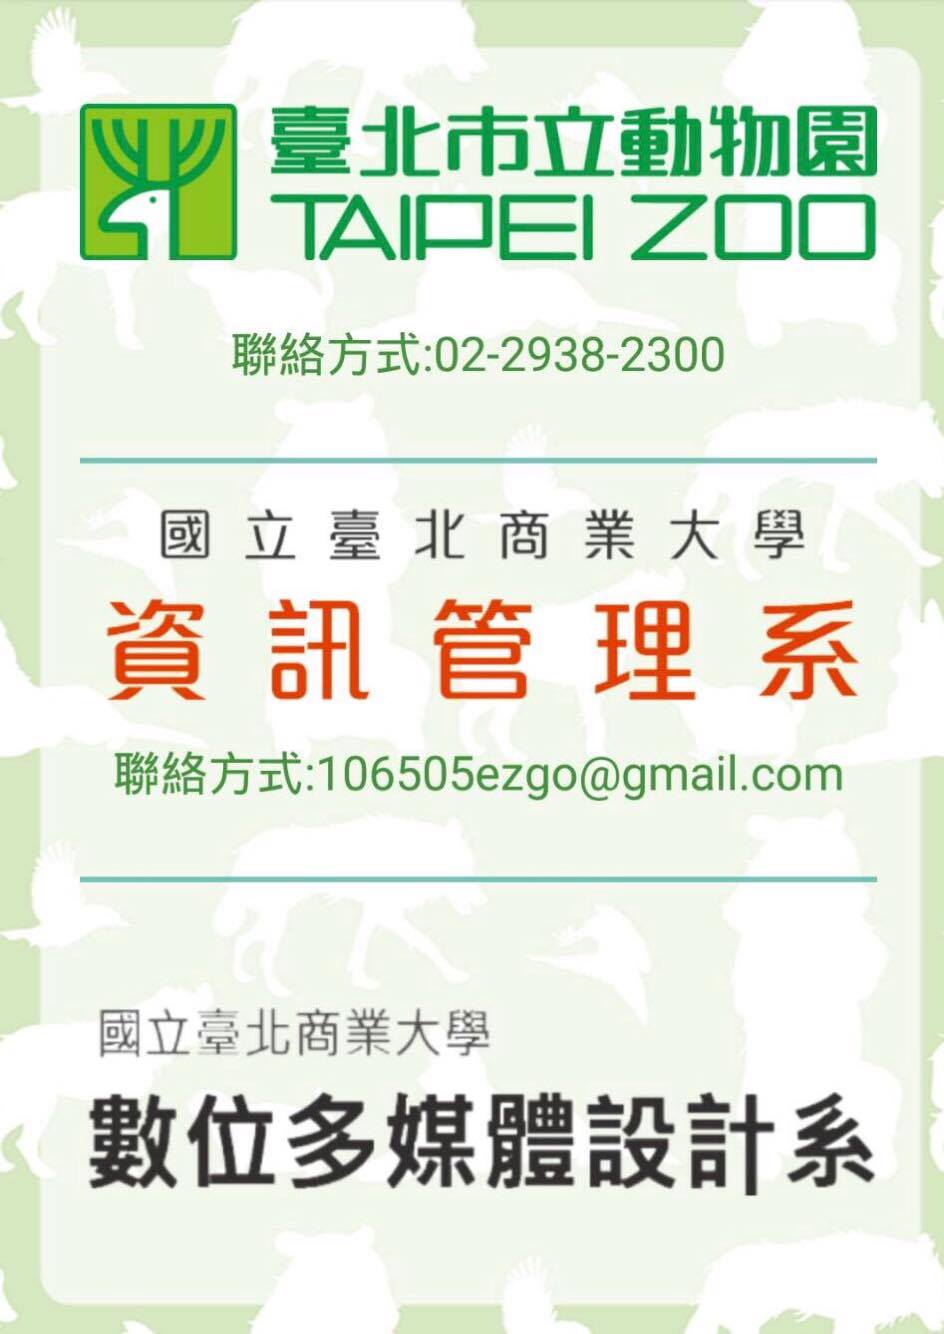 臺北市立動物園
TAIPEI ZOO
聯絡方式:02-2938-2300
國立臺北商業大學
資訊管理系
聯絡方式:106505ezgo@gmail.com
國立臺北商業大學
數位多媒體設計系